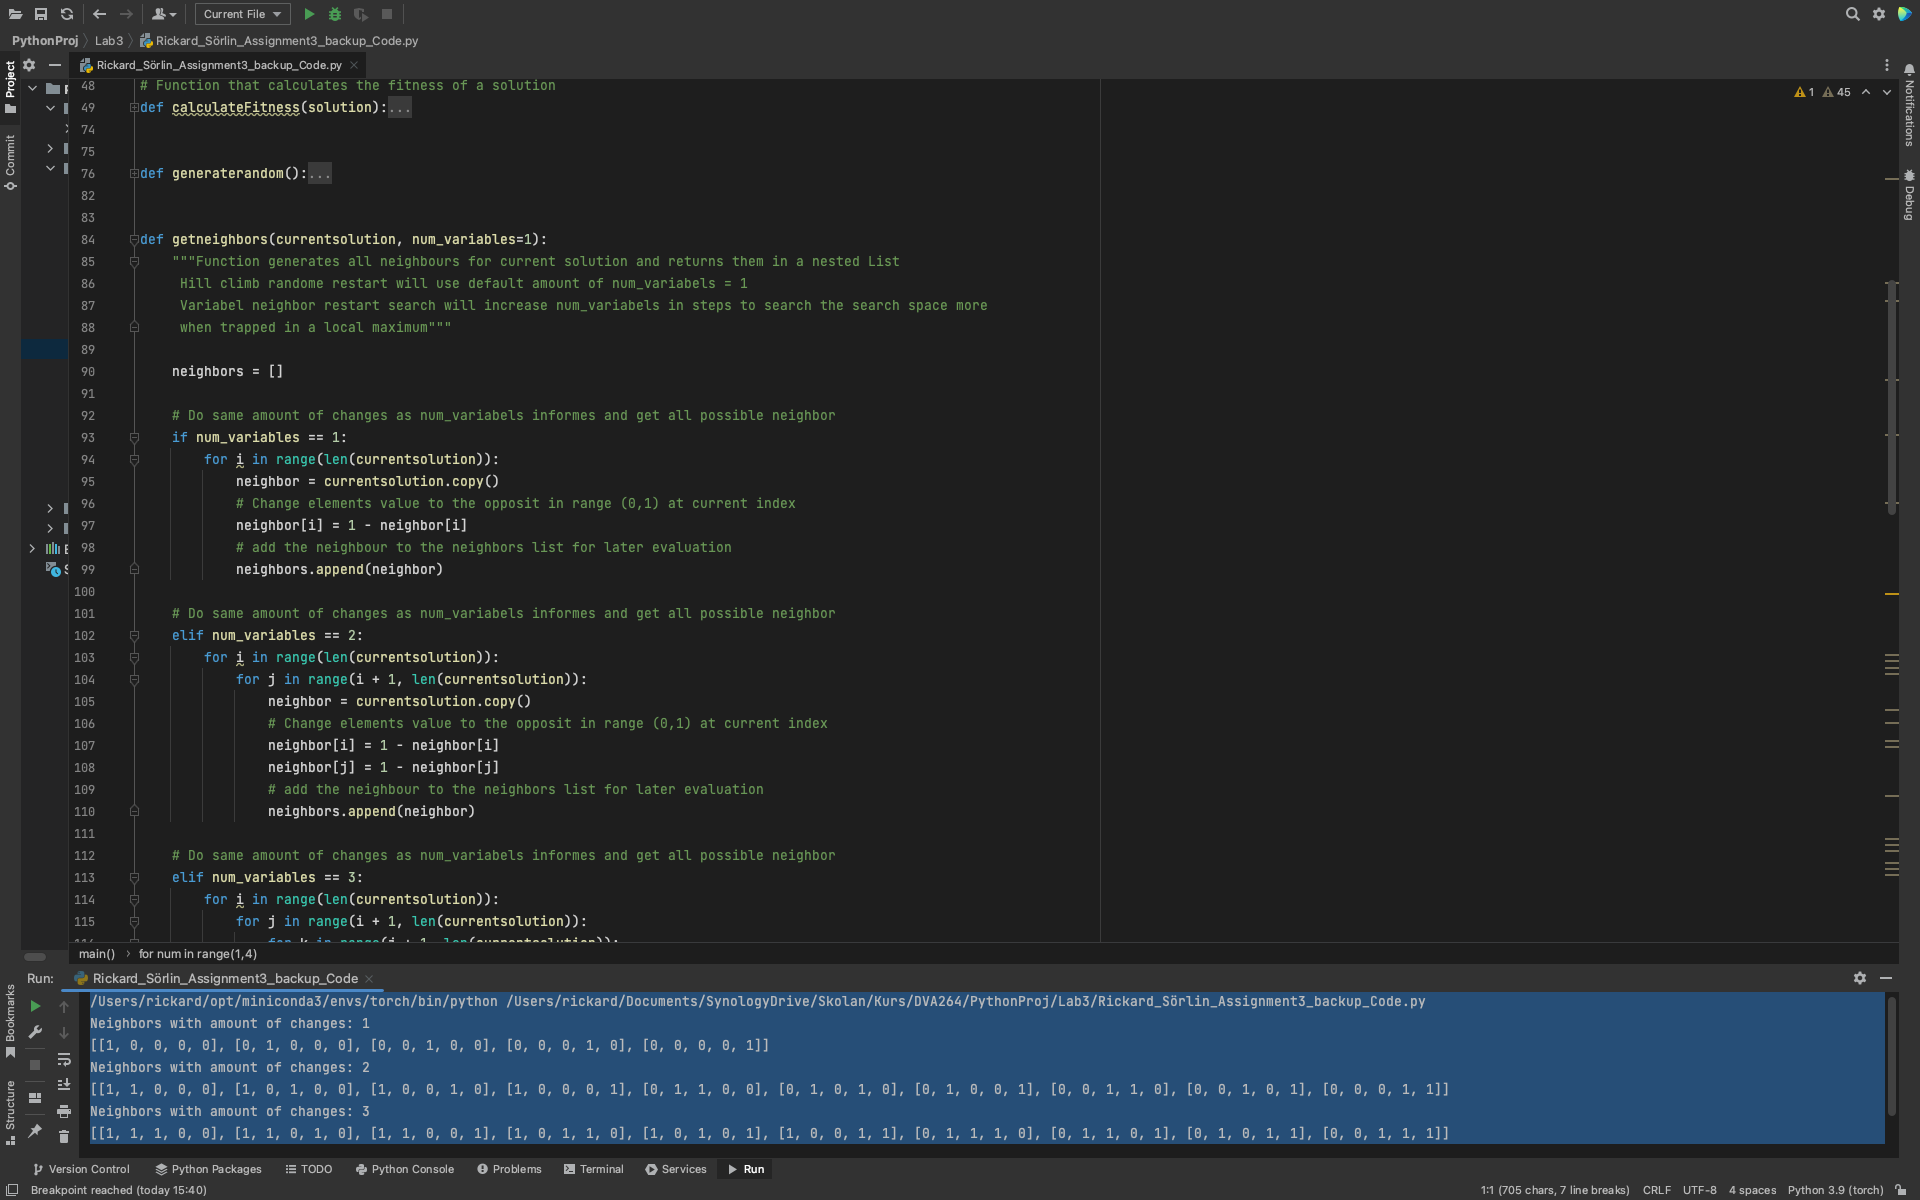 Current File
PythonProj Lab3 Rickard_Sörlin_Assignment3_backup_Code.py
Project
Rickard_Sörlin_Assignment3_backup_Code.py
Notifications
Debug
Commit
1 45
48 # Function that calculates the fitness of a solution
49 def calculateFitness(solution):...
74
75
76 def generaterandom():...
82
83
84 def getneighbors(currentsolution, num_variables=1):
85 """Function generates all neighbours for current solution and returns them in a nested List
86 Hill climb randome restart will use default amount of num_variabels = 1
87 Variabel neighbor restart search will increase num_variabels in steps to search the search space more
88 when trapped in a local maximum"""
89
90 neighbors = []
91
92 # Do same amount of changes as num_variabels informes and get all possible neighbor
93 if num_variables == 1:
94 for i in range(len(currentsolution)):
95 neighbor = currentsolution.copy()
96 # Change elements value to the opposit in range (0,1) at current index
97 neighbor[i] = 1 - neighbor[i]
98 # add the neighbour to the neighbors list for later evaluation
99 neighbors.append(neighbor)
100
101 # Do same amount of changes as num_variabels informes and get all possible neighbor
102 elif num_variables == 2:
103 for i in range(len(currentsolution)):
104 for j in range(i + 1, len(currentsolution)):
105 neighbor = currentsolution.copy()
106 # Change elements value to the opposit in range (0,1) at current index
107 neighbor[i] = 1 - neighbor[i]
108 neighbor[j] = 1 - neighbor[j]
109 # add the neighbour to the neighbors list for later evaluation
110 neighbors.append(neighbor)
111
112 # Do same amount of changes as num_variabels informes and get all possible neighbor
113 elif num_variables == 3:
114 for i in range(len(currentsolution)):
115 for j in range(i + 1, len(currentsolution)):
main() for num in range(1,4)
Run: Rickard_Sörlin_Assignment3_backup_Code
Bookmarks
Structure
/Users/rickard/opt/miniconda3/envs/torch/bin/python /Users/rickard/Documents/SynologyDrive/Skolan/Kurs/DVA264/PythonProj/Lab3/Rickard_Sörlin_Assignment3_backup_Code.py
Neighbors with amount of changes: 1
[[1, 0, 0, 0, 0], [0, 1, 0, 0, 0], [0, 0, 1, 0, 0], [0, 0, 0, 1, 0], [0, 0, 0, 0, 1]]
Neighbors with amount of changes: 2
[[1, 1, 0, 0, 0], [1, 0, 1, 0, 0], [1, 0, 0, 1, 0], [1, 0, 0, 0, 1], [0, 1, 1, 0, 0], [0, 1, 0, 1, 0], [0, 1, 0, 0, 1], [0, 0, 1, 1, 0], [0, 0, 1, 0, 1], [0, 0, 0, 1, 1]]
Neighbors with amount of changes: 3
[[1, 1, 1, 0, 0], [1, 1, 0, 1, 0], [1, 1, 0, 0, 1], [1, 0, 1, 1, 0], [1, 0, 1, 0, 1], [1, 0, 0, 1, 1], [0, 1, 1, 1, 0], [0, 1, 1, 0, 1], [0, 1, 0, 1, 1], [0, 0, 1, 1, 1]]
Version Control Python Packages TODO Python Console Problems Terminal Services Run
Breakpoint reached (today 15:40) 1:1 (705 chars, 7 line breaks) CRLF UTF-8 4 spaces Python 3.9 (torch)